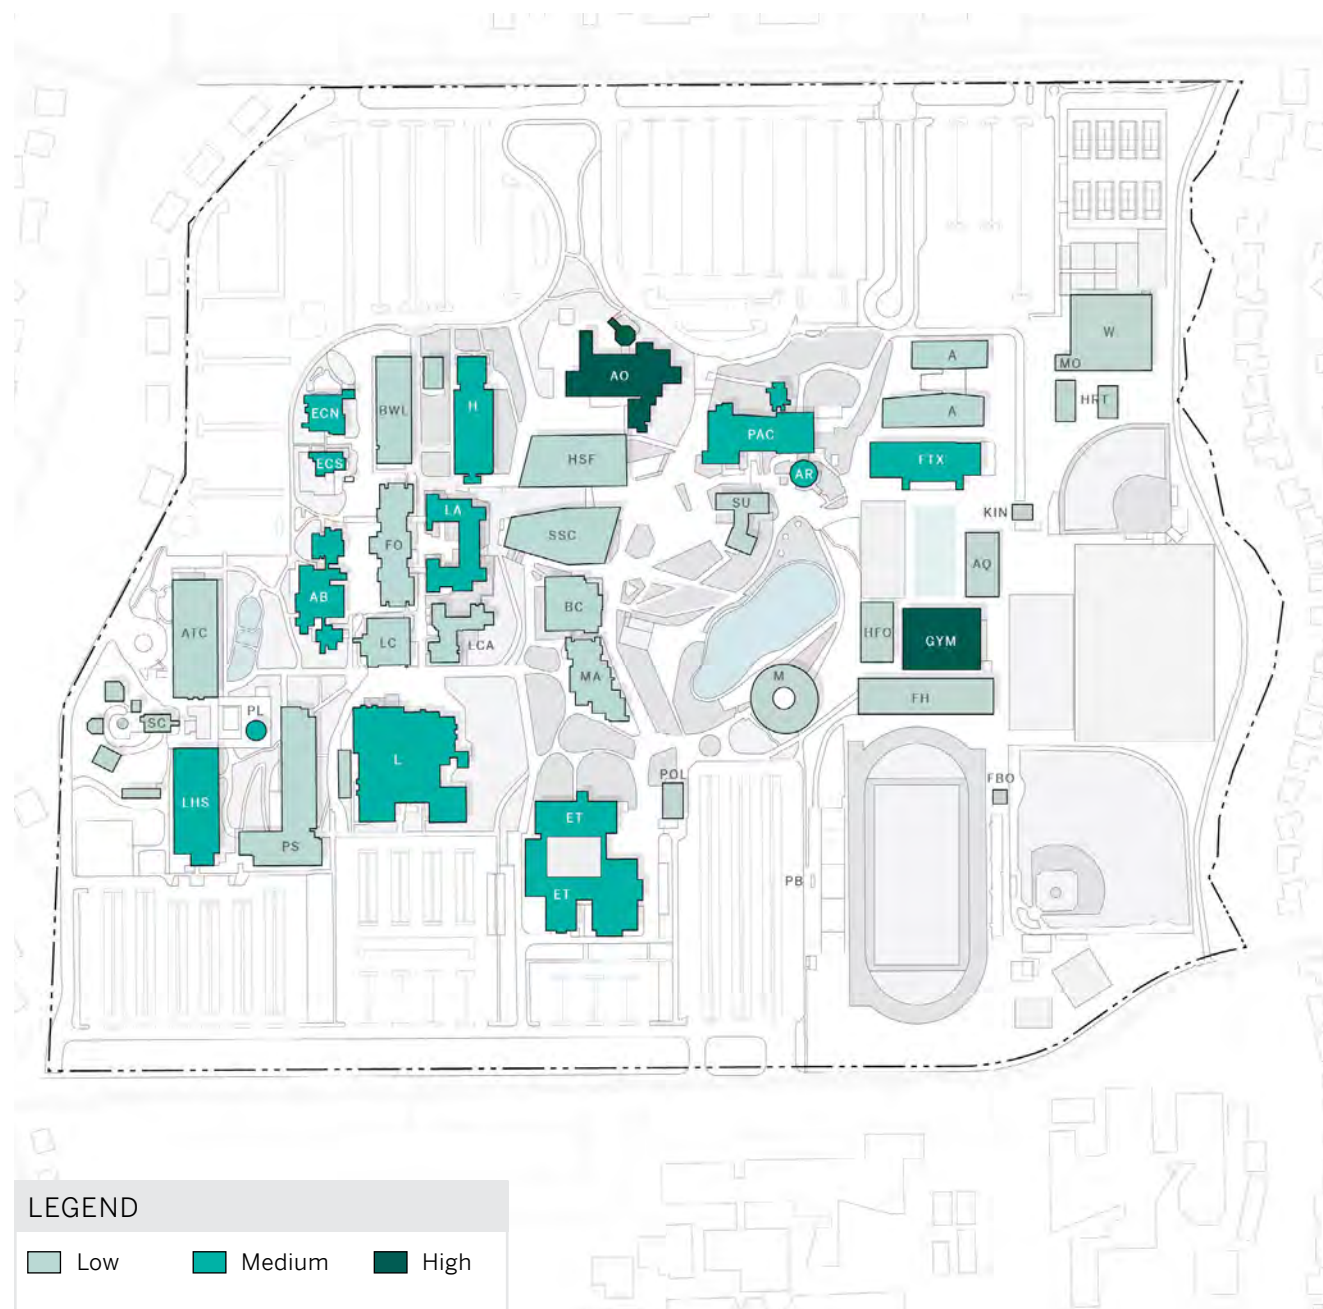 W
A
MO
AO
HRT
H
BWL
A
ECN
PAC
HSF
FTX
ECS
AR
SU
LA
KIN
SSC
FO
AQ
AB
BC
ATC
HFO
GYM
LC
LCA
MA
M
FH
PL
SC
L
POL
FBO
LHS
ET
PS
PB
ET
LEGEND
Low Medium High